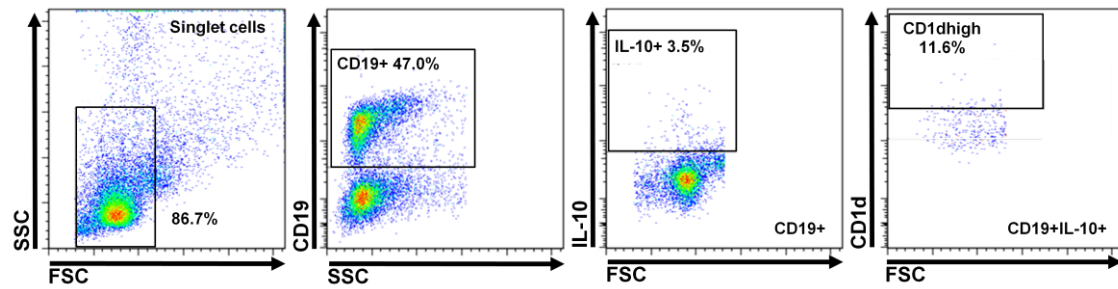 Singlet cells
86.7%
SSC
FSC
CD19+ 47.0%
CD19
SSC
IL-10+ 3.5%
CD19+
IL-10
FSC
CD1dhigh
11.6%
CD19+IL-10+
CD1d
FSC